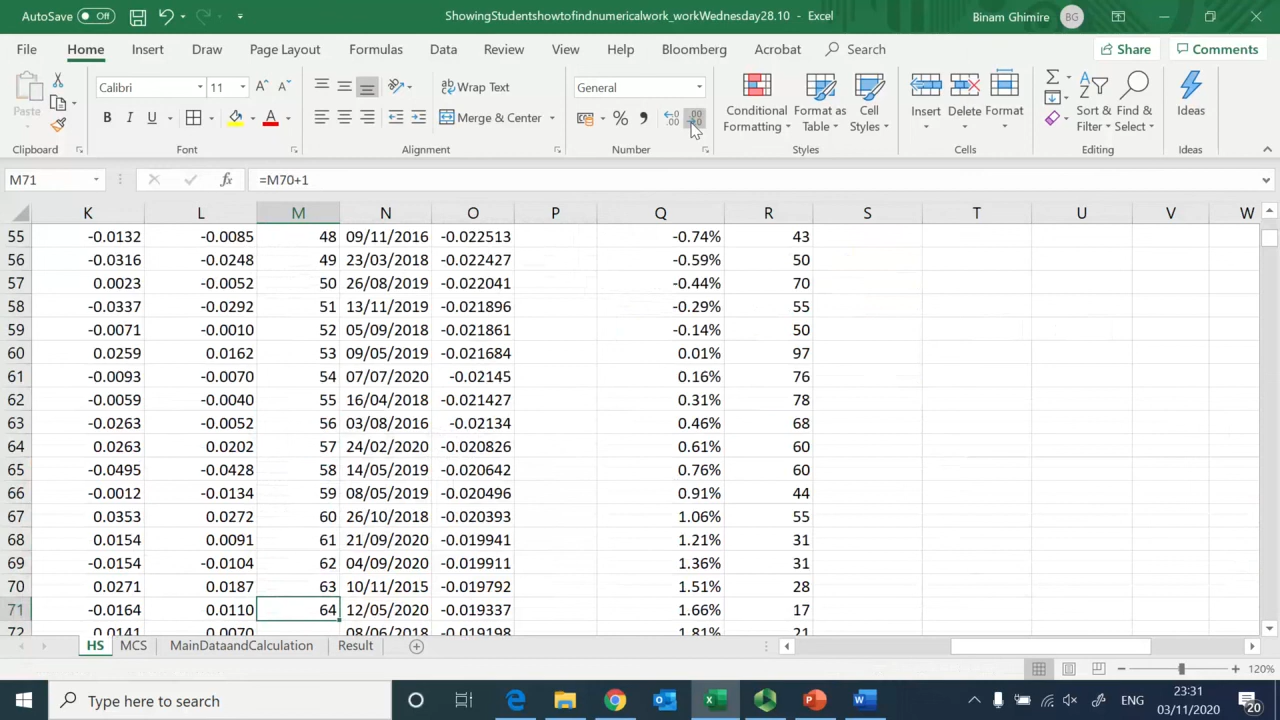 AutoSave Off ShowingStudentshowtofindnumericalwork_workWednesday28.10 - Excel Binam Ghimire BG
File Home Insert Draw Page Layout Formulas Data Review View Help Bloomberg Acrobat Search Share Comments
Calibri 11 Wrap Text General
Paste B I U A Merge & Center % Conditional Formatting Format as Table Cell Styles Insert Delete Format Sort & Filter Find & Select Ideas
Clipboard Font Alignment Number Styles Cells Editing Ideas
M71 fx =M70+1
K L M N O P Q R S T U V W
55 -0.0132 -0.0085 48 09/11/2016 -0.022513 -0.74% 43
56 -0.0316 -0.0248 49 23/03/2018 -0.022427 -0.59% 50
57 0.0023 -0.0052 50 26/08/2019 -0.022041 -0.44% 70
58 -0.0337 -0.0292 51 13/11/2019 -0.021896 -0.29% 55
59 -0.0071 -0.0010 52 05/09/2018 -0.021861 -0.14% 50
60 0.0259 0.0162 53 09/05/2019 -0.021684 0.01% 97
61 -0.0093 -0.0070 54 07/07/2020 -0.02145 0.16% 76
62 -0.0059 -0.0040 55 16/04/2018 -0.021427 0.31% 78
63 -0.0263 -0.0052 56 03/08/2016 -0.02134 0.46% 68
64 0.0263 0.0202 57 24/02/2020 -0.020826 0.61% 60
65 -0.0495 -0.0428 58 14/05/2019 -0.020642 0.76% 60
66 -0.0012 -0.0134 59 08/05/2019 -0.020496 0.91% 44
67 0.0353 0.0272 60 26/10/2018 -0.020393 1.06% 55
68 0.0154 0.0091 61 21/09/2020 -0.019941 1.21% 31
69 -0.0154 -0.0104 62 04/09/2020 -0.019911 1.36% 31
70 0.0271 0.0187 63 10/11/2015 -0.019792 1.51% 28
71 -0.0164 0.0110 64 12/05/2020 -0.019337 1.66% 17
72 0.0141 0.0070 08/06/2018 -0.019198 1.81% 21
HS MCS MainDataandCalculation Result
120%
Type here to search ENG 23:31 03/11/2020 20